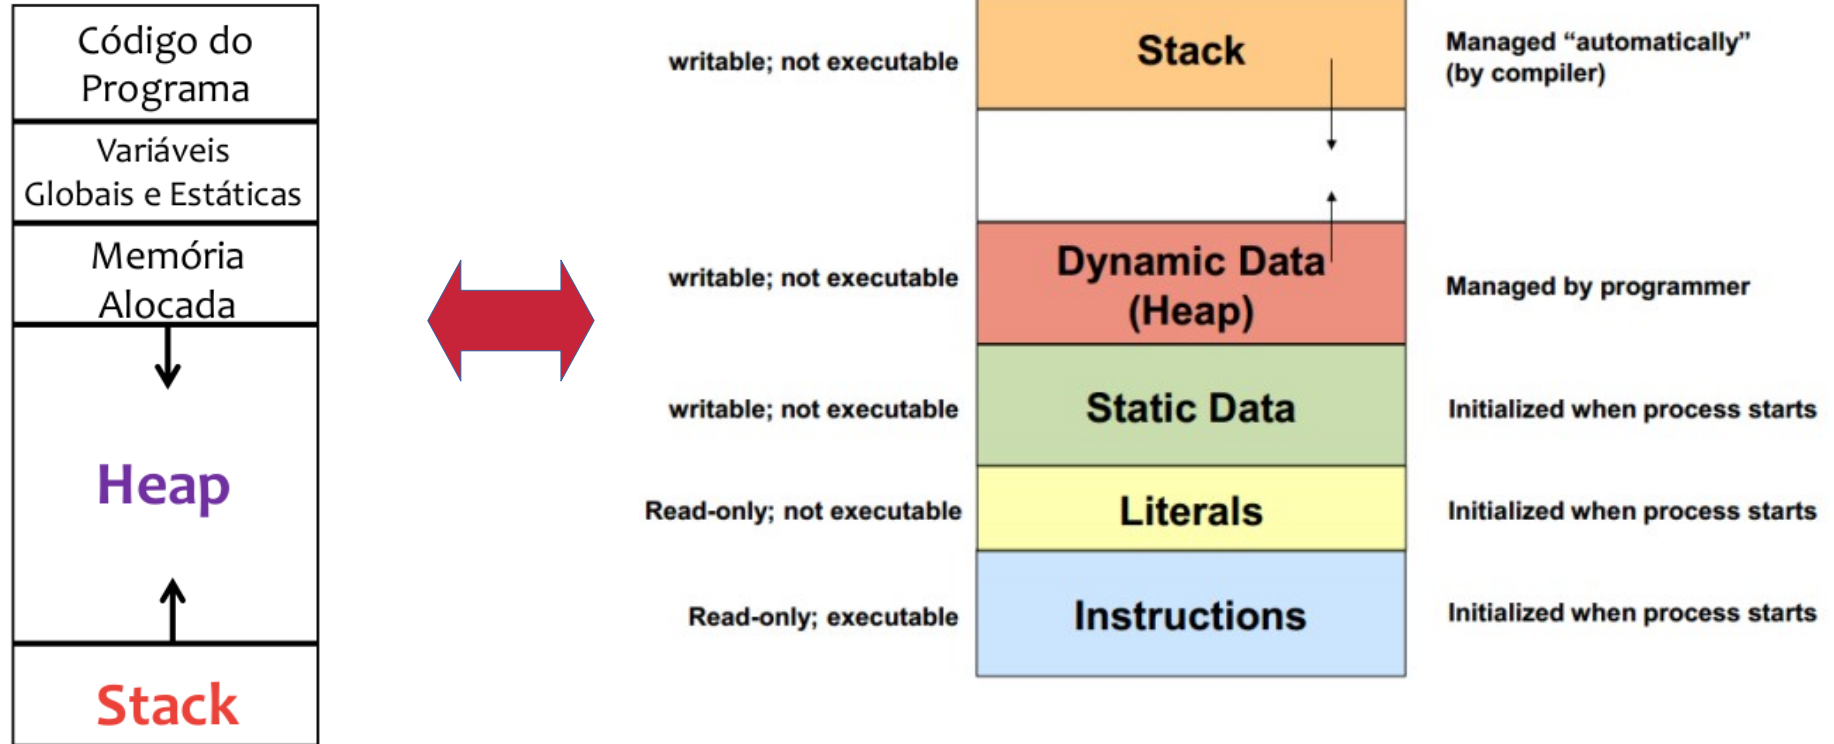 Código do
Programa
Variáveis
Globais e Estáticas
Memória
Alocada
Heap
Stack
writable; not executable
Stack
Managed “automatically”
(by compiler)
writable; not executable
Dynamic Data
(Heap)
Managed by programmer
writable; not executable
Static Data
Initialized when process starts
Read-only; not executable
Literals
Initialized when process starts
Read-only; executable
Instructions
Initialized when process starts